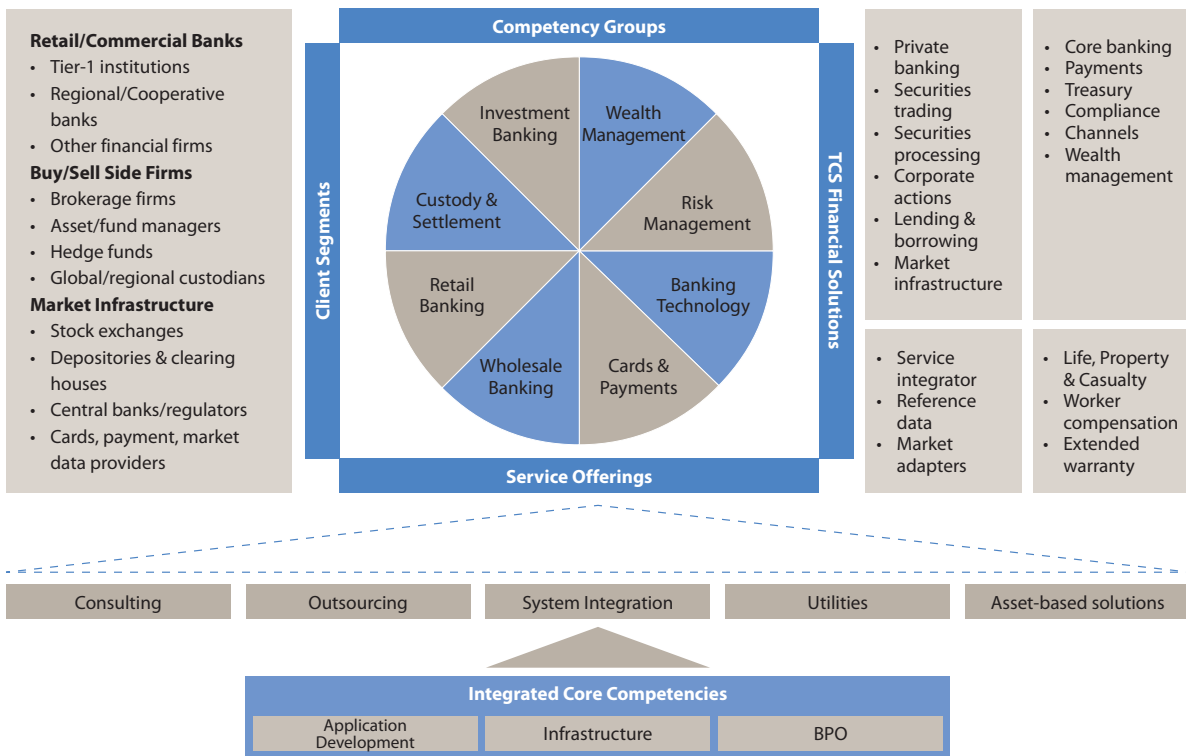 Retail/Commercial Banks
• Tier-1 institutions
• Regional/Cooperative
banks
• Other financial firms
Buy/Sell Side Firms
• Brokerage firms
• Asset/fund managers
• Hedge funds
• Global/regional custodians
Market Infrastructure
• Stock exchanges
• Depositories & clearing
houses
• Central banks/regulators
• Cards, payment, market
data providers
Client Segments
Competency Groups
Investment
Banking
Wealth
Management
Custody &
Settlement
Risk
Management
Retail
Banking
Banking
Technology
Wholesale
Banking
Cards &
Payments
Service Offerings
TCS Financial Solutions
• Private
banking
• Securities
trading
• Securities
processing
• Corporate
actions
• Lending &
borrowing
• Market
infrastructure
• Core banking
• Payments
• Treasury
• Compliance
• Channels
• Wealth
management
• Service
integrator
• Reference
data
• Market
adapters
• Life, Property
& Casualty
• Worker
compensation
• Extended
warranty
Consulting
Outsourcing
System Integration
Utilities
Asset-based solutions
Integrated Core Competencies
Application
Development
Infrastructure
BPO